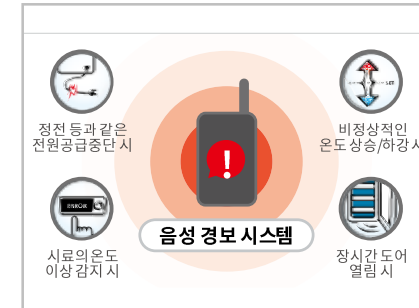 정전 등과 같은
전원공급중단 시
비정상적인
온도 상승/하강 시
음성 경보 시스템
시료의 온도
이상 감지 시
장시간 도어
열림 시